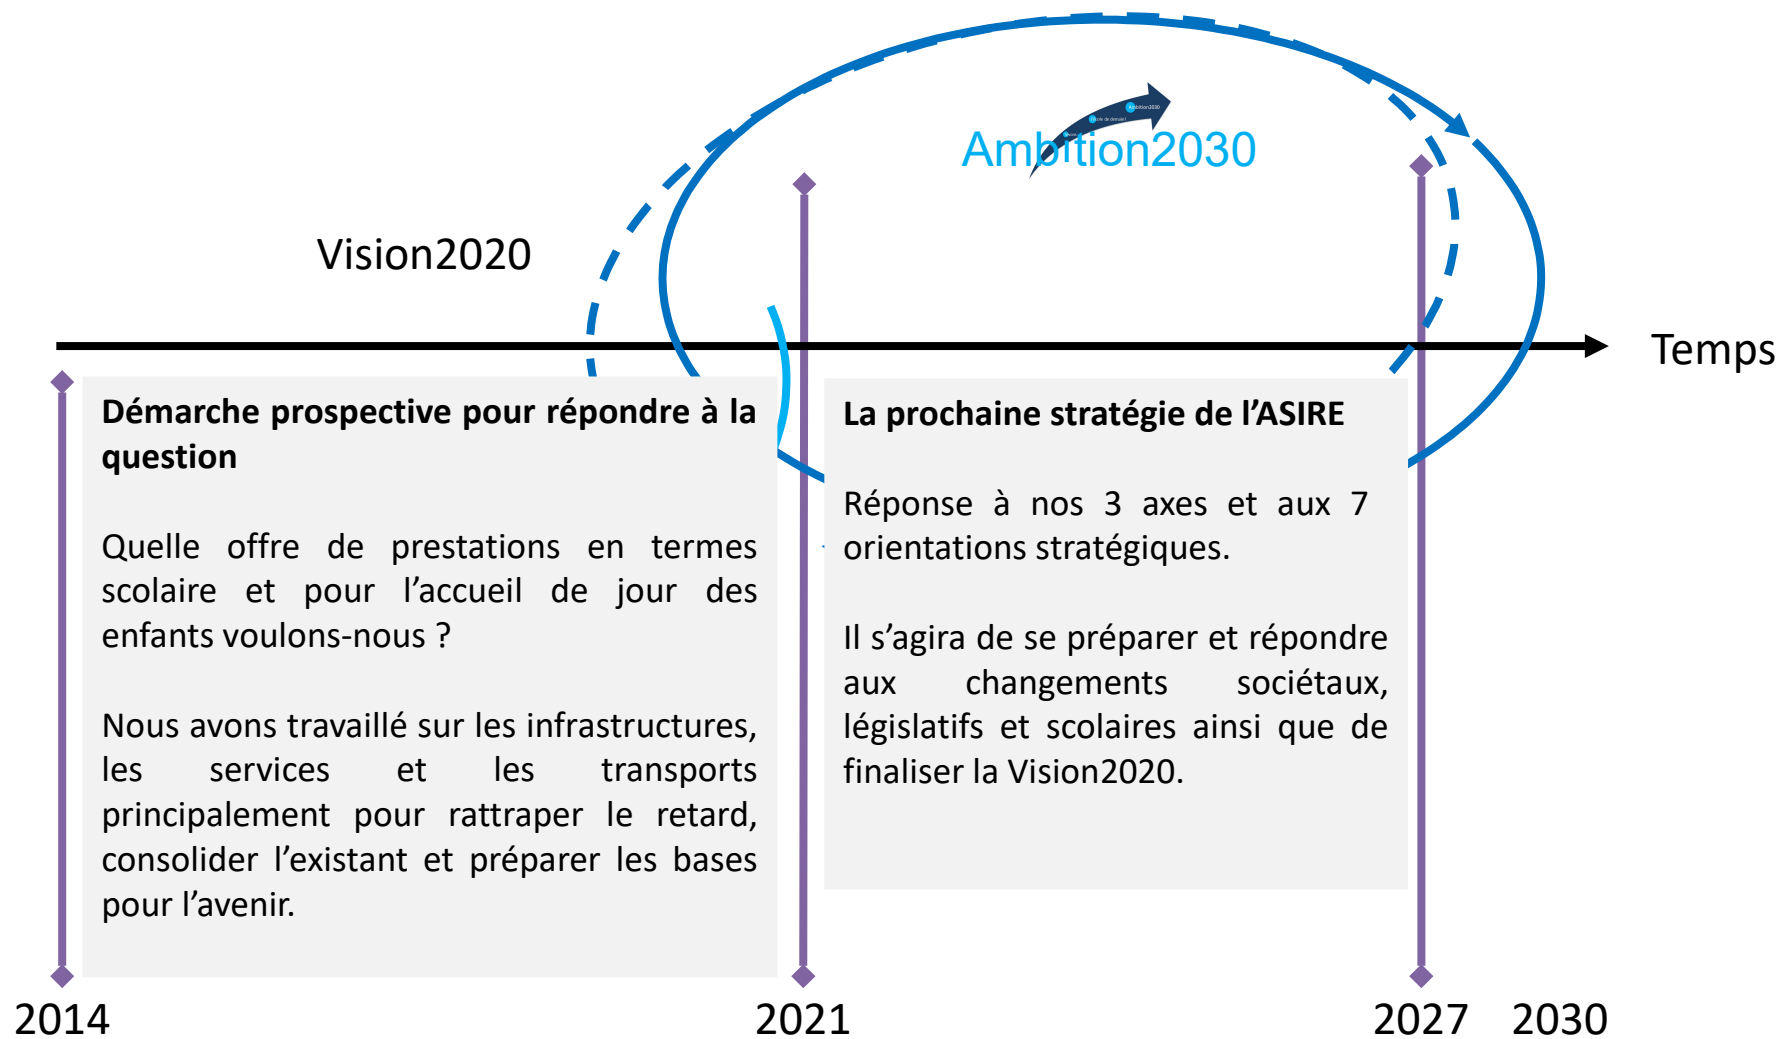 Ambition2030
Ambition2030
Vision2020
Temps
Démarche prospective pour répondre à la
question
Quelle offre de prestations en termes
scolaire et pour l’accueil de jour des
enfants voulons-nous ?
Nous avons travaillé sur les infrastructures,
les services et les transports
principalement pour rattraper le retard,
consolider l’existant et préparer les bases
pour l’avenir.
La prochaine stratégie de l’ASIRE
Réponse à nos 3 axes et aux 7
orientations stratégiques.
Il s’agira de se préparer et répondre
aux changements sociétaux,
législatifs et scolaires ainsi que de
finaliser la Vision2020.
2014
2021
2027
2030